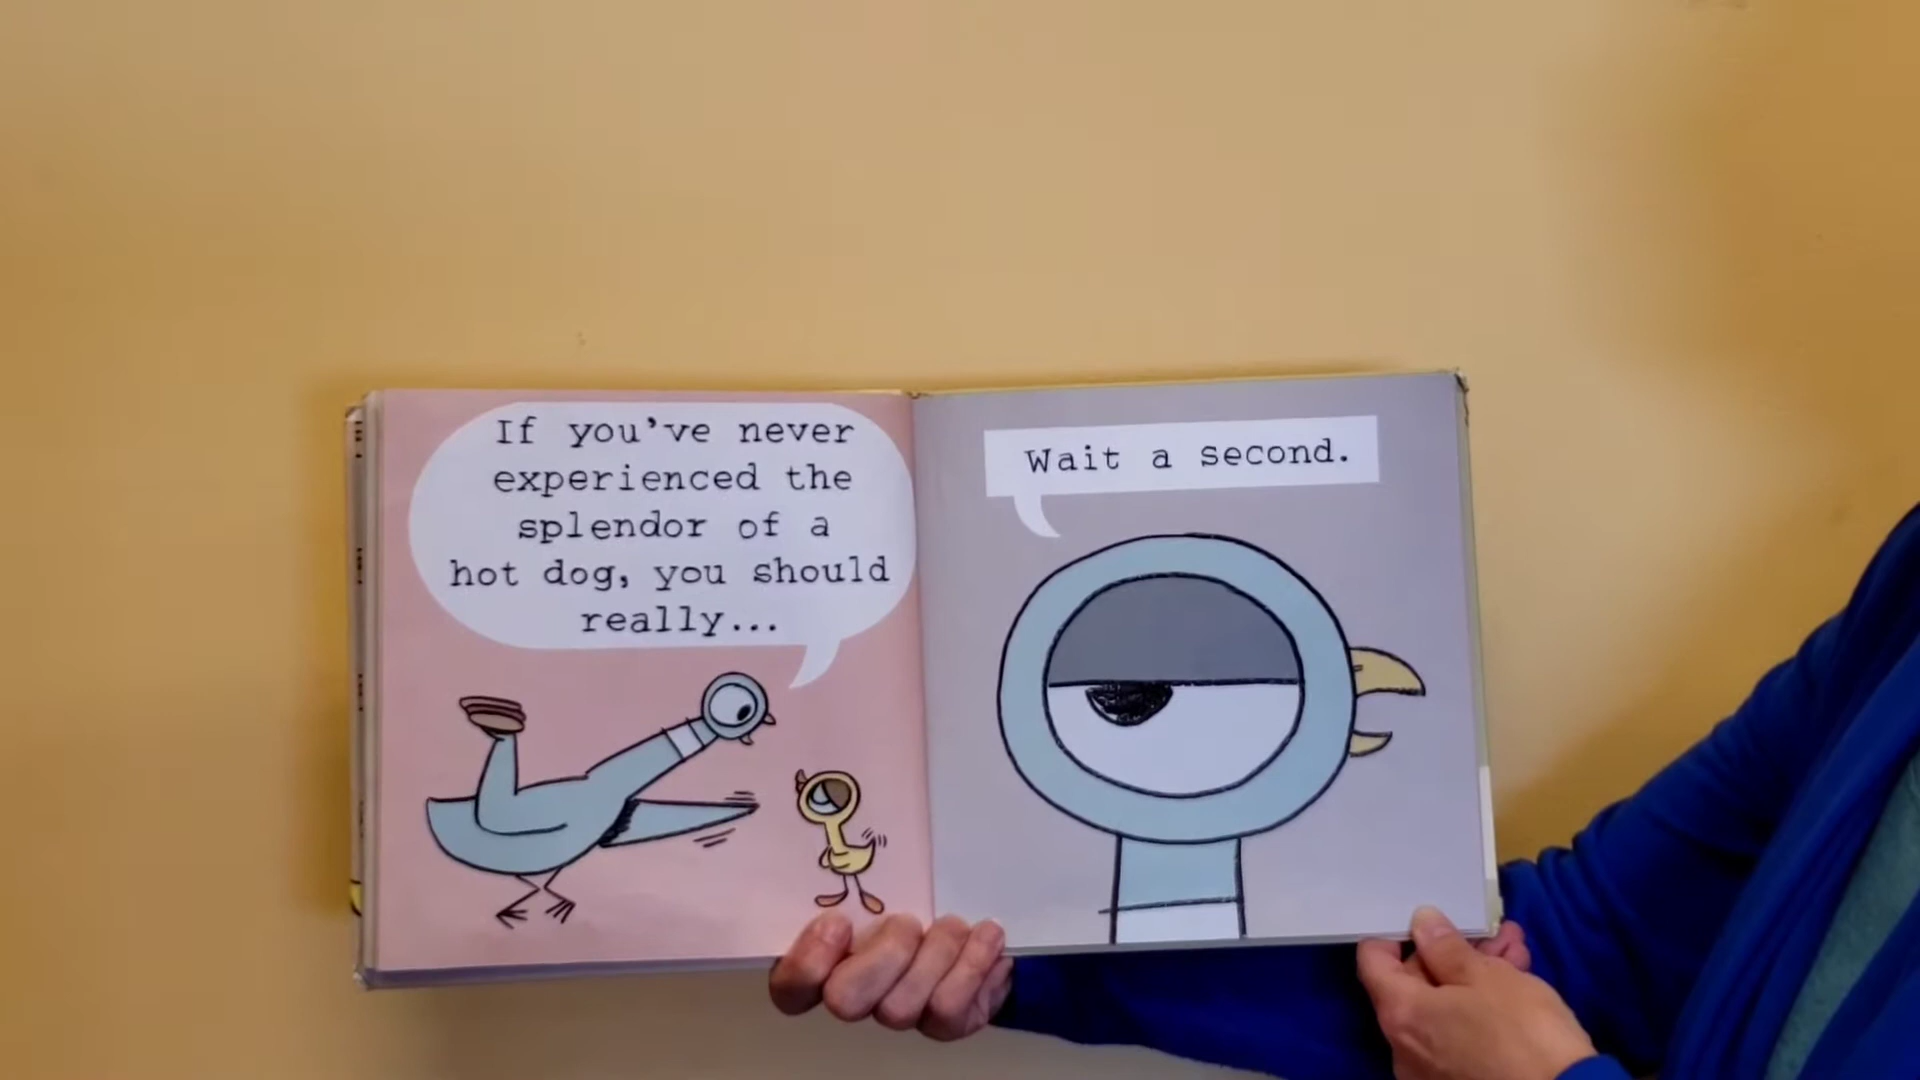 If you've never
experienced the
splendor of a
hot dog, you should
really...
Wait a second.